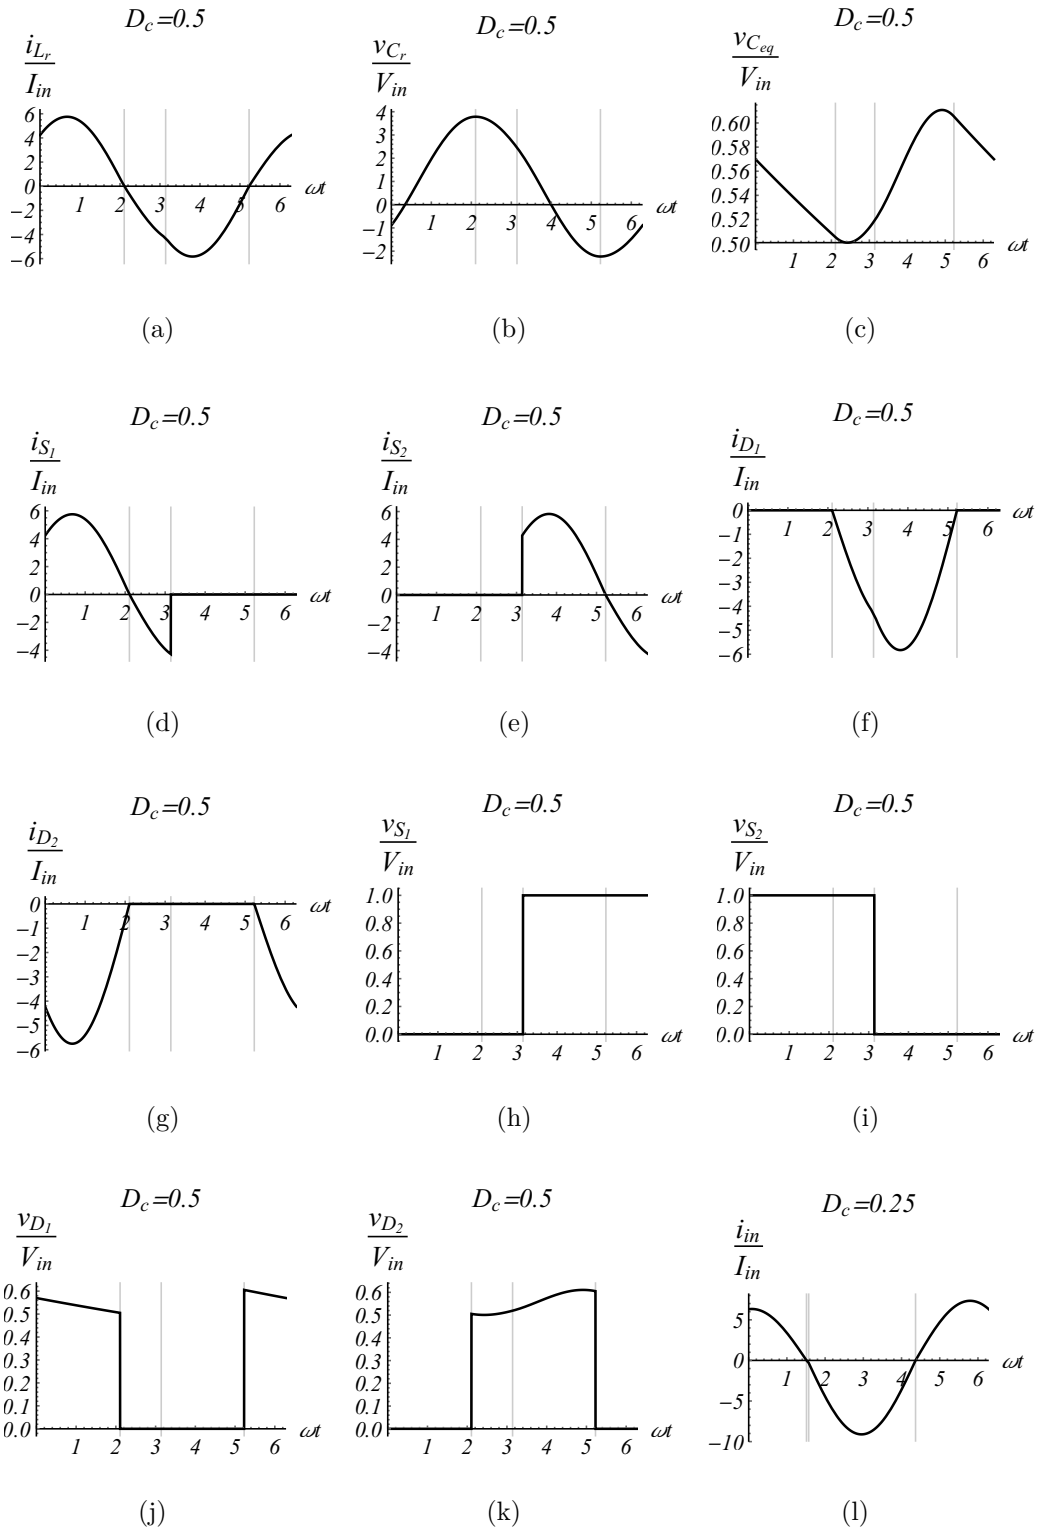 D_c=0.5 D_c=0.5 D_c=0.5
i_{L_r}/I_{in} v_{C_r}/V_{in} v_{C_{eq}}/V_{in}
6 4 2 0 −2 −4 −6 1 2 3 4 5 6 ωt
4 3 2 1 0 −1 −2 1 2 3 4 5 6 ωt
0.60 0.58 0.56 0.54 0.52 0.50 1 2 3 4 5 6 ωt
(a) (b) (c)
D_c=0.5 D_c=0.5 D_c=0.5
i_{S_1}/I_{in} i_{S_2}/I_{in} i_{D_1}/I_{in}
6 4 2 0 −2 −4 1 2 3 4 5 6 ωt
6 4 2 0 −2 −4 1 2 3 4 5 6 ωt
0 −1 −2 −3 −4 −5 −6 1 2 3 4 5 6 ωt
(d) (e) (f)
D_c=0.5 D_c=0.5 D_c=0.5
i_{D_2}/I_{in} v_{S_1}/V_{in} v_{S_2}/V_{in}
0 −1 −2 −3 −4 −5 −6 1 2 3 4 5 6 ωt
1.0 0.8 0.6 0.4 0.2 0.0 1 2 3 4 5 6 ωt
1.0 0.8 0.6 0.4 0.2 0.0 1 2 3 4 5 6 ωt
(g) (h) (i)
D_c=0.5 D_c=0.5 D_c=0.25
v_{D_1}/V_{in} v_{D_2}/V_{in} i_{in}/I_{in}
0.6 0.5 0.4 0.3 0.2 0.1 0.0 1 2 3 4 5 6 ωt
0.6 0.5 0.4 0.3 0.2 0.1 0.0 1 2 3 4 5 6 ωt
5 0 −5 −10 1 2 3 4 5 6 ωt
(j) (k) (l)